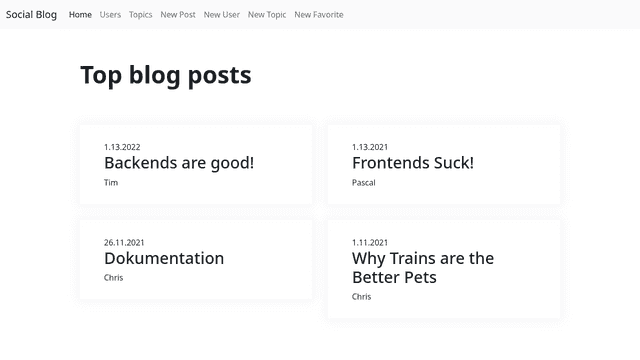 Social Blog Home Users Topics New Post New User New Topic New Favorite
Top blog posts
1.13.2022
Backends are good!
Tim
1.13.2021
Frontends Suck!
Pascal
26.11.2021
Dokumentation
Chris
1.11.2021
Why Trains are the
Better Pets
Chris